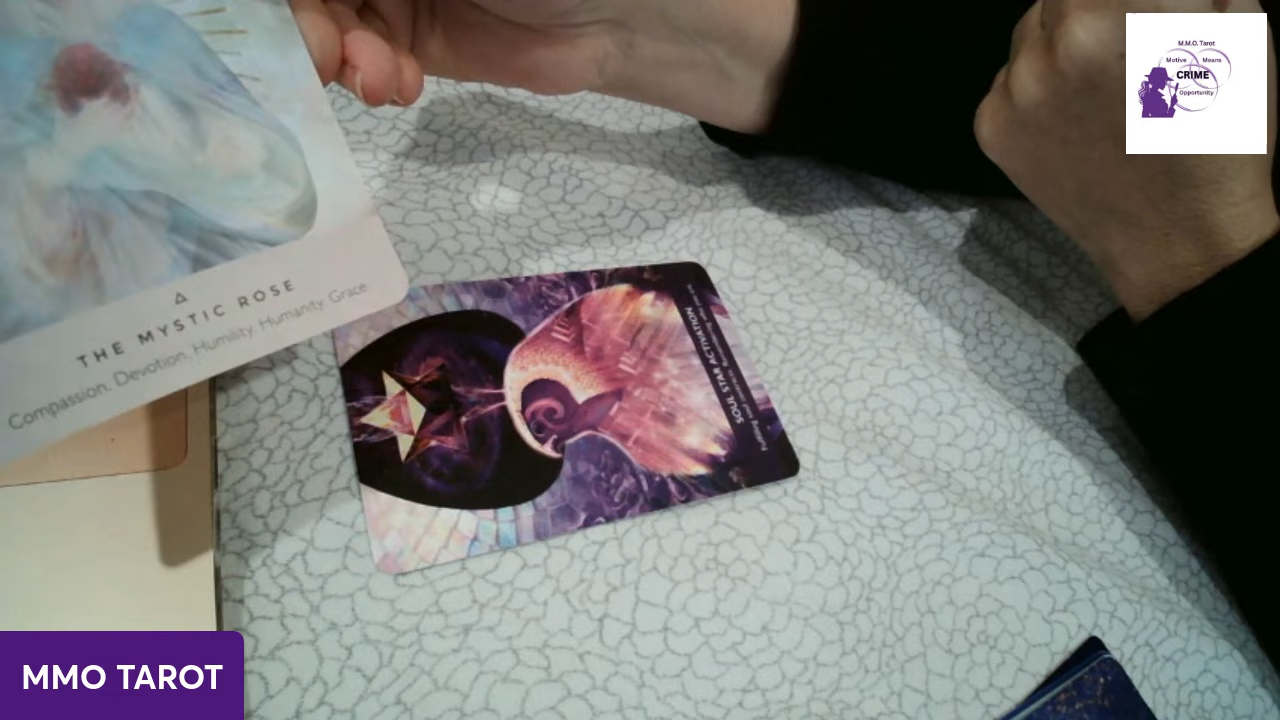 M.M.O. Tarot
Motive Means
CRIME
Opportunity
THE MYSTIC ROSE
Compassion. Devotion. Humility. Humanity. Grace.
SOUL STAR ACTIVATION
MMO TAROT